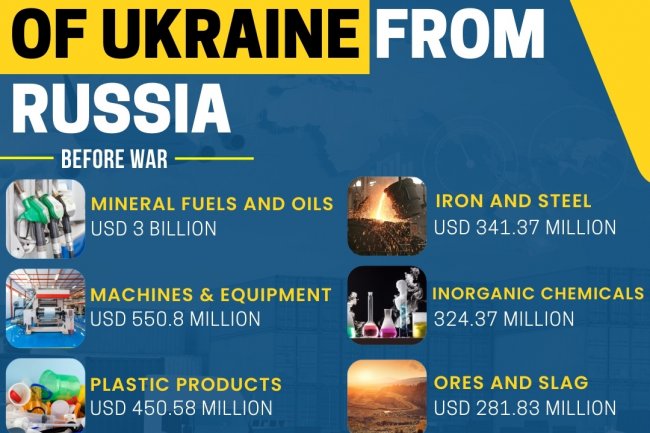 OF UKRAINE FROM
RUSSIA
BEFORE WAR
MINERAL FUELS AND OILS
USD 3 BILLION
MACHINES & EQUIPMENT
USD 550.8 MILLION
PLASTIC PRODUCTS
USD 450.58 MILLION
IRON AND STEEL
USD 341.37 MILLION
INORGANIC CHEMICALS
324.37 MILLION
ORES AND SLAG
USD 281.83 MILLION